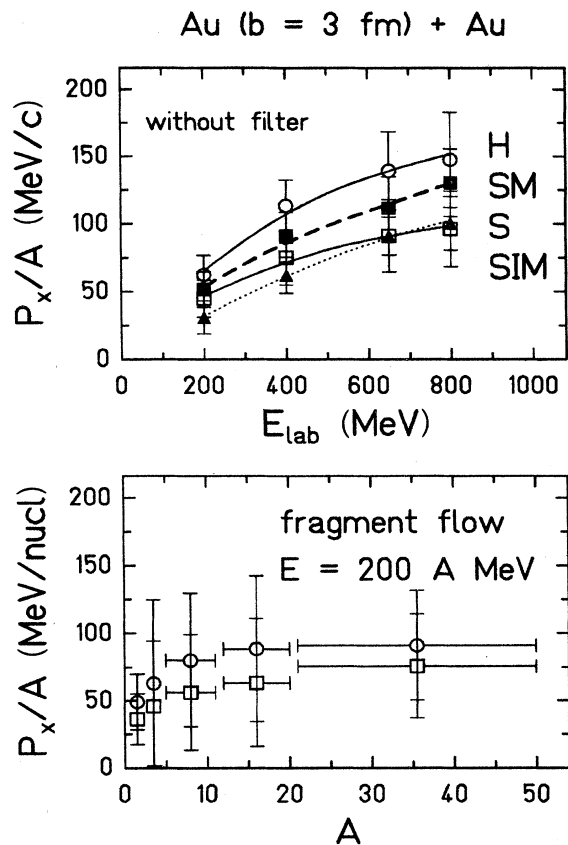 Au (b = 3 fm) + Au
P_x/A (MeV/c)
200
150
100
50
0
without filter
H
SM
S
SIM
0 200 400 600 800 1000
E_lab (MeV)
P_x/A (MeV/nucl)
200
150
100
50
0
fragment flow
E = 200 A MeV
0 10 20 30 40 50
A